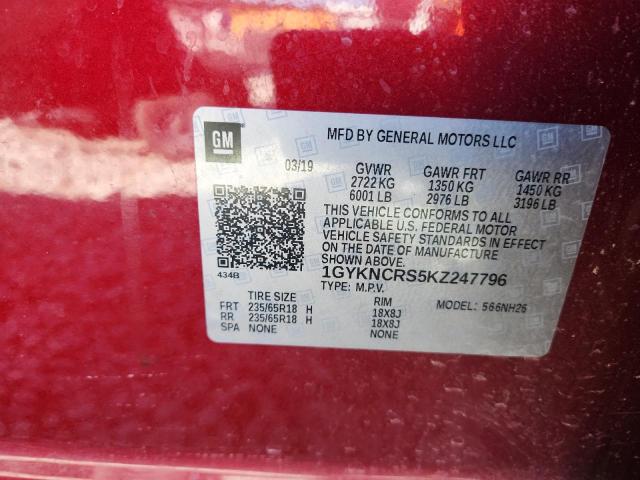 GM
MFD BY GENERAL MOTORS LLC
03/19 GVWR GAWR FRT GAWR RR
2722 KG 1350 KG 1450 KG
6001 LB 2976 LB 3196 LB
THIS VEHICLE CONFORMS TO ALL
APPLICABLE U.S. FEDERAL MOTOR
VEHICLE SAFETY STANDARDS IN EFFECT
ON THE DATE OF MANUFACTURE
SHOWN ABOVE.
434B 1GYKNCRS5KZ247796
TYPE: M.P.V.
TIRE SIZE RIM MODEL: 566NH26
FRT 235/65R18 H 18X8J
RR 235/65R18 H 18X8J
SPA NONE NONE